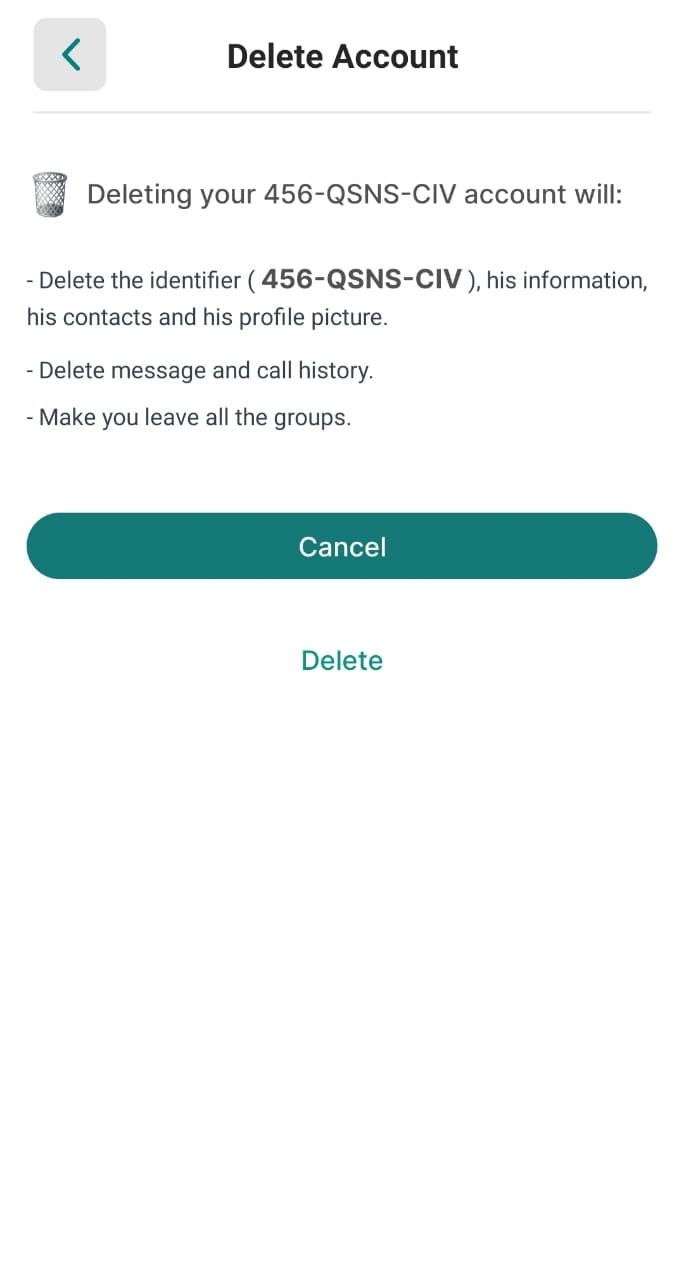 Delete Account
Deleting your 456-QSNS-CIV account will:
- Delete the identifier ( 456-QSNS-CIV ), his information,
his contacts and his profile picture.
- Delete message and call history.
- Make you leave all the groups.
Cancel
Delete